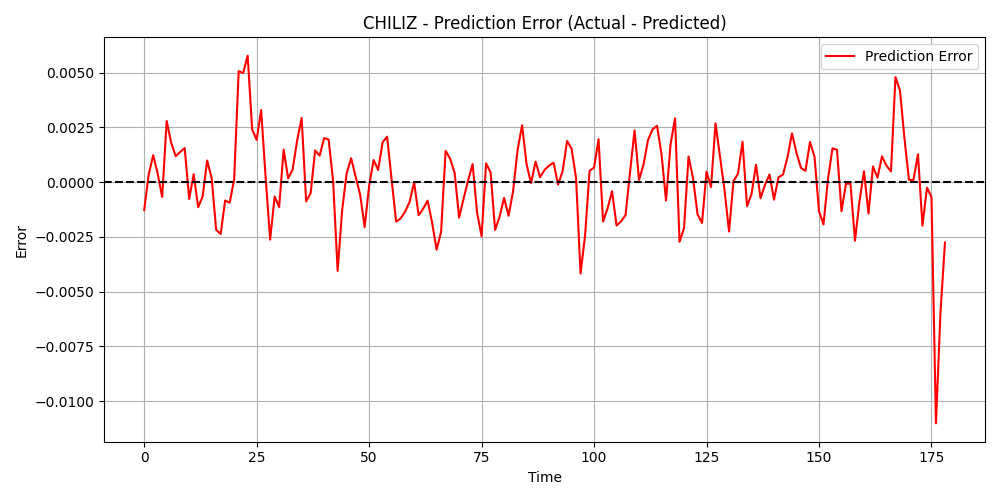 CHILIZ - Prediction Error (Actual - Predicted)
Prediction Error
0.0050
0.0025
0.0000
−0.0025
−0.0050
−0.0075
−0.0100
Error
0 25 50 75 100 125 150 175
Time